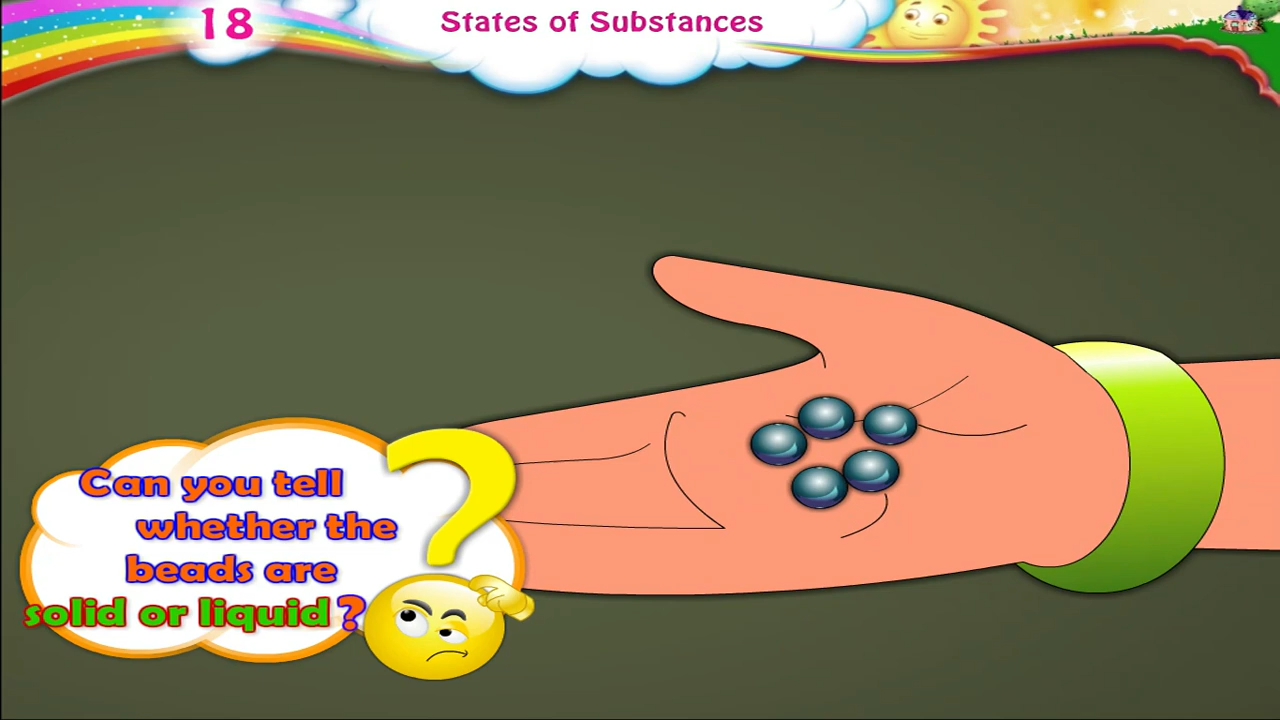 18
States of Substances
Can you tell
whether the
beads are
solid or liquid?